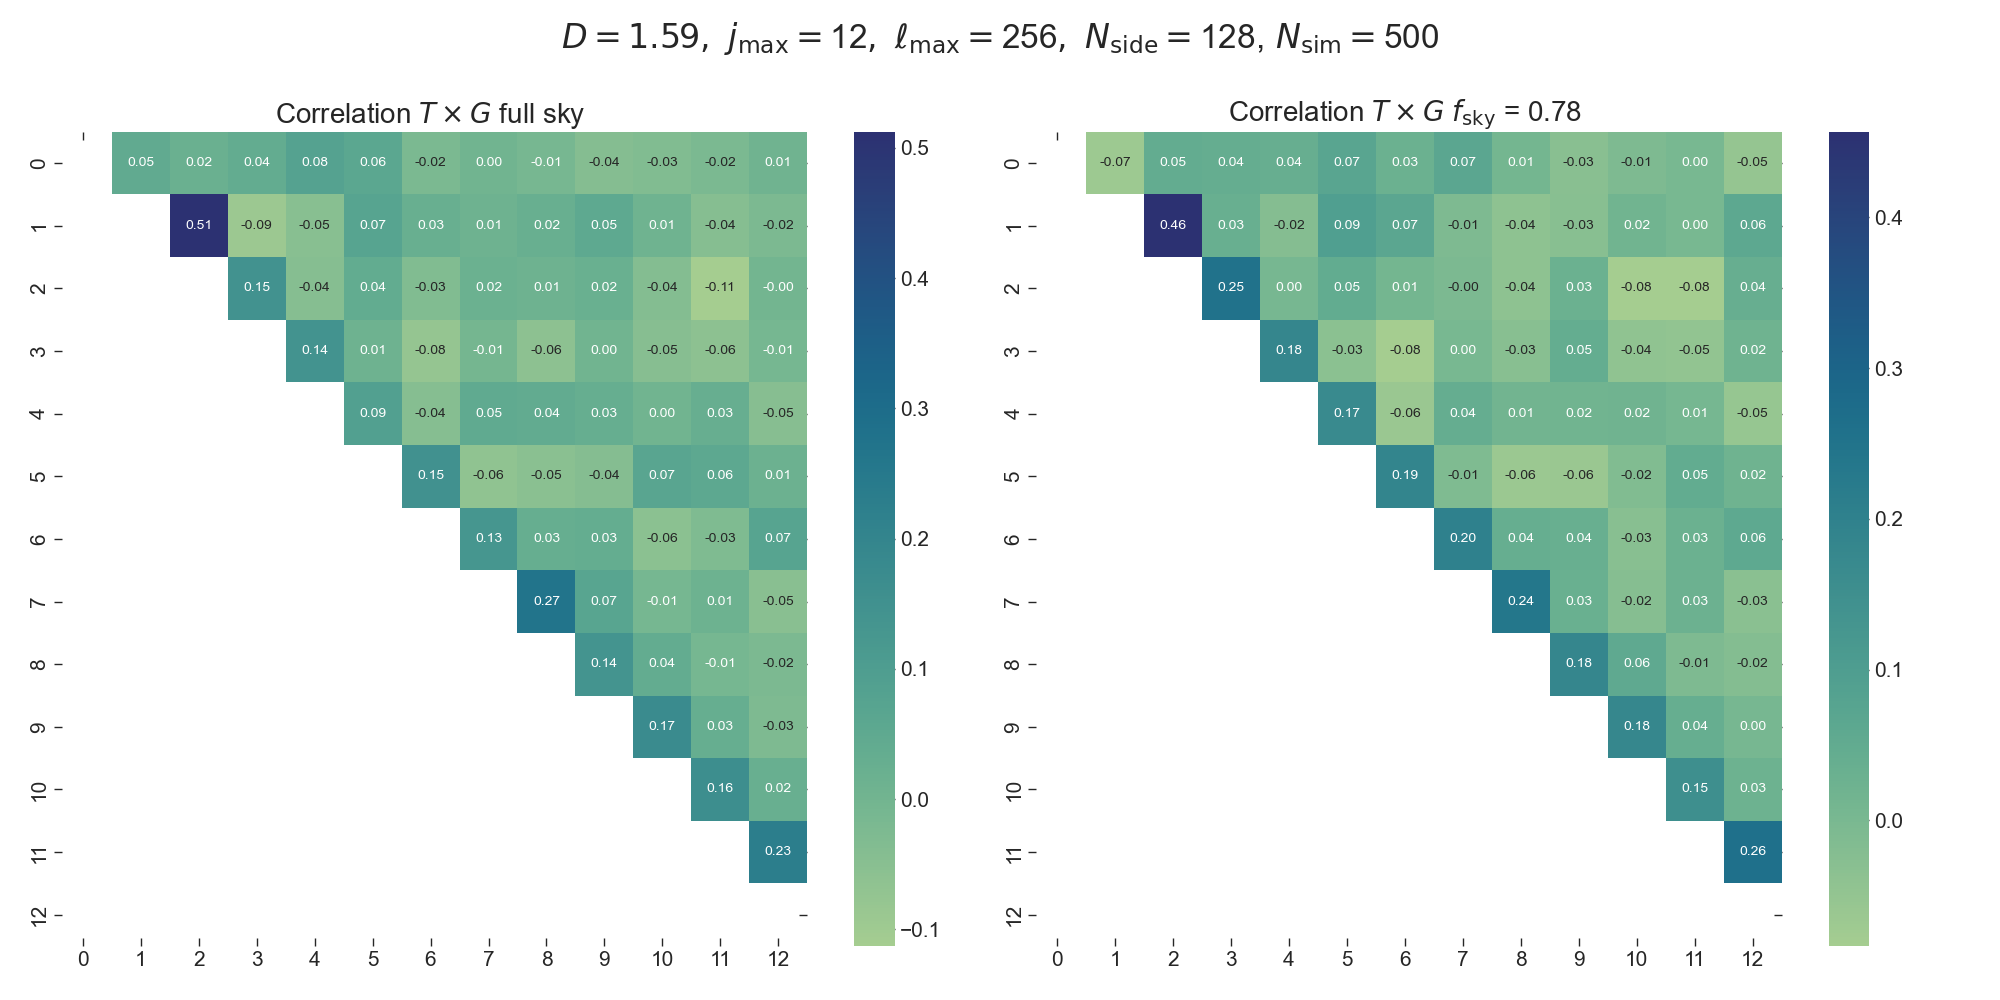 D = 1.59, j_max = 12, ℓ_max = 256, N_side = 128, N_sim = 500
Correlation T × G full sky
0 0.05 0.02 0.04 0.08 0.06 -0.02 0.00 -0.01 -0.04 -0.03 -0.02 0.01
1 0.51 -0.09 -0.05 0.07 0.03 0.01 0.02 0.05 0.01 -0.04 -0.02
2 0.15 -0.04 0.04 -0.03 0.02 0.01 0.02 -0.04 -0.11 -0.00
3 0.14 0.01 -0.08 -0.01 -0.06 0.00 -0.05 -0.06 -0.01
4 0.09 -0.04 0.05 0.04 0.03 0.00 0.03 -0.05
5 0.15 -0.06 -0.05 -0.04 0.07 0.06 0.01
6 0.13 0.03 0.03 -0.06 -0.03 0.07
7 0.27 0.07 -0.01 0.01 -0.05
8 0.14 0.04 -0.01 -0.02
9 0.17 0.03 -0.03
10 0.16 0.02
11 0.23
12
0 1 2 3 4 5 6 7 8 9 10 11 12
0.5
0.4
0.3
0.2
0.1
0.0
−0.1
Correlation T × G f_sky = 0.78
0 -0.07 0.05 0.04 0.04 0.07 0.03 0.07 0.01 -0.03 -0.01 0.00 -0.05
1 0.46 0.03 -0.02 0.09 0.07 -0.01 -0.04 -0.03 0.02 0.00 0.06
2 0.25 0.00 0.05 0.01 -0.00 -0.04 0.03 -0.08 -0.08 0.04
3 0.18 -0.03 -0.08 0.00 -0.03 0.05 -0.04 -0.05 0.02
4 0.17 -0.06 0.04 0.01 0.02 0.02 0.01 -0.05
5 0.19 -0.01 -0.06 -0.06 -0.02 0.05 0.02
6 0.20 0.04 0.04 -0.03 0.03 0.06
7 0.24 0.03 -0.02 0.03 -0.03
8 0.18 0.06 -0.01 -0.02
9 0.18 0.04 0.00
10 0.15 0.03
11 0.26
12
0 1 2 3 4 5 6 7 8 9 10 11 12
0.4
0.3
0.2
0.1
0.0